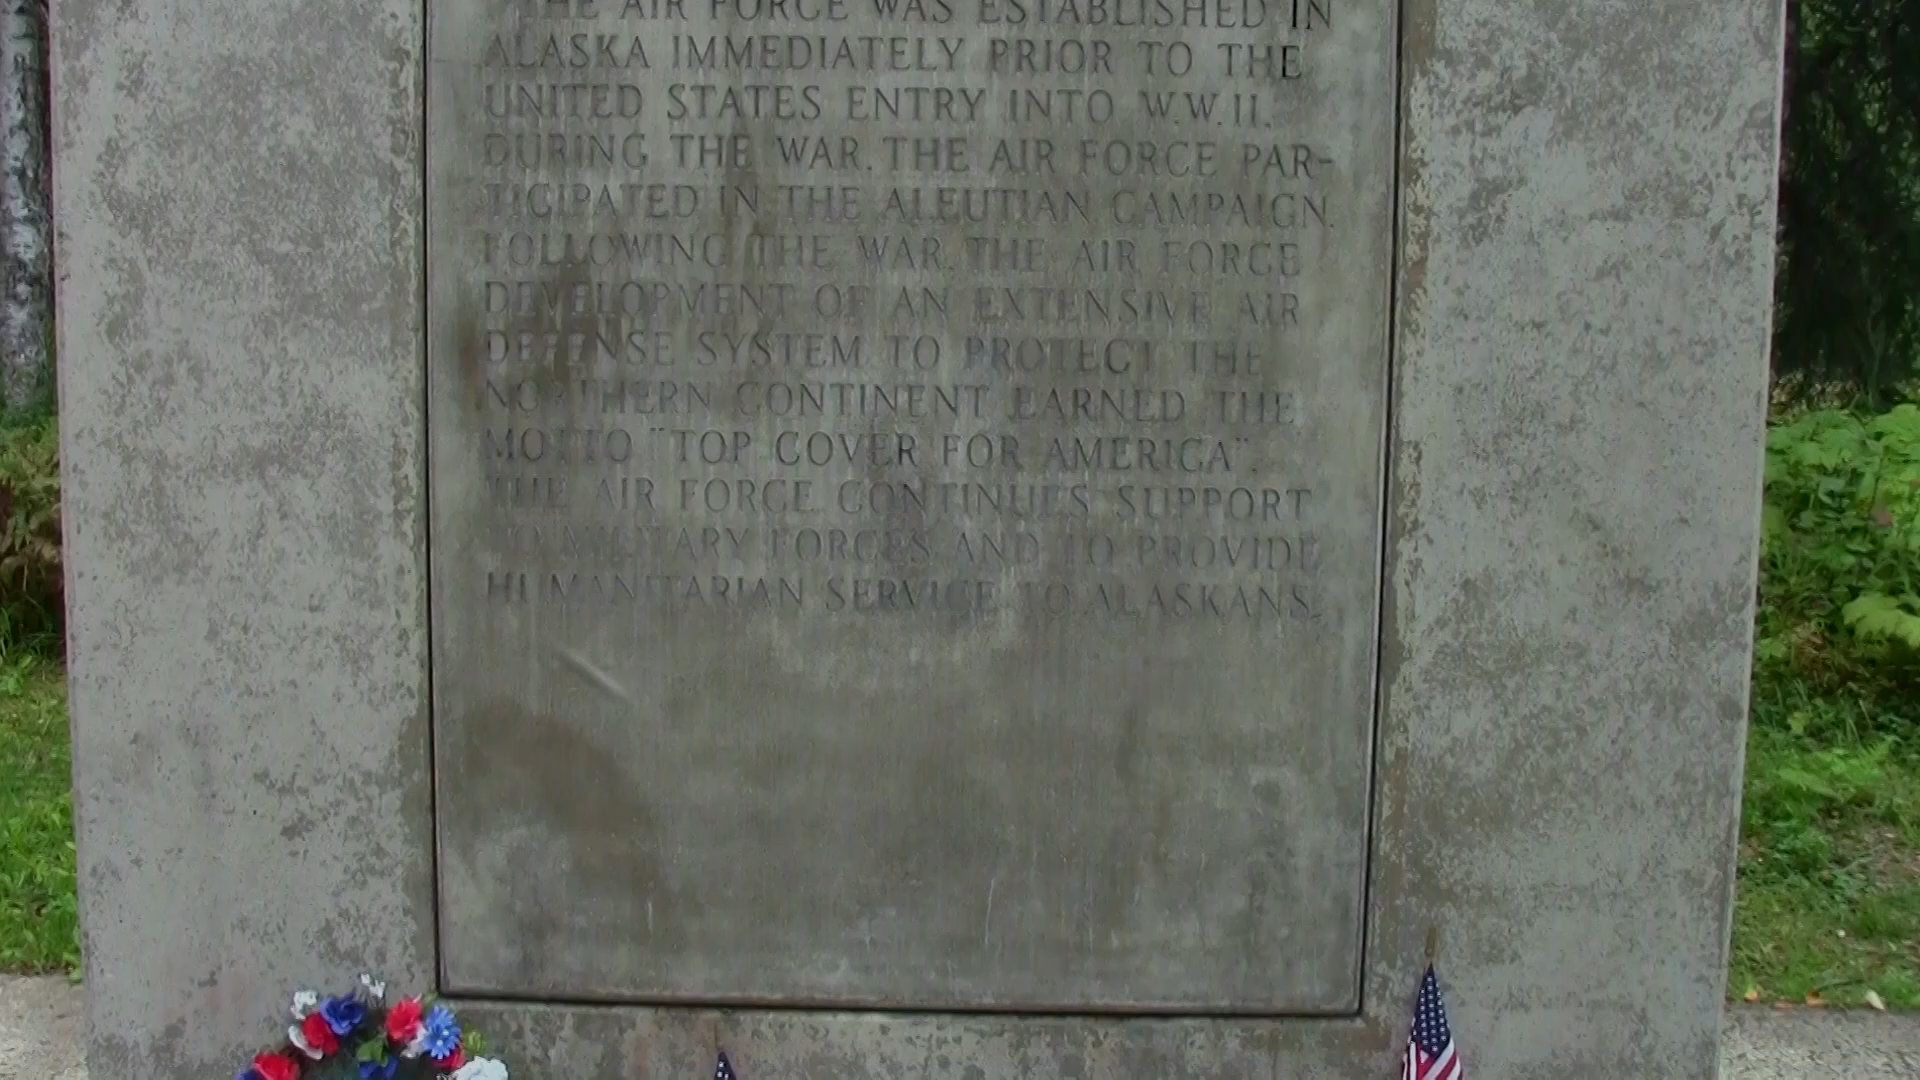 THE AIR FORCE WAS ESTABLISHED IN
ALASKA IMMEDIATELY PRIOR TO THE
UNITED STATES ENTRY INTO W.W.II.
DURING THE WAR, THE AIR FORCE PAR-
TICIPATED IN THE ALEUTIAN CAMPAIGN.
FOLLOWING THE WAR, THE AIR FORCE
DEVELOPMENT OF AN EXTENSIVE AIR
DEFENSE SYSTEM TO PROTECT THE
NORTHERN CONTINENT EARNED THE
MOTTO "TOP COVER FOR AMERICA".
THE AIR FORCE CONTINUES SUPPORT
TO MILITARY FORCES AND TO PROVIDE
HUMANITARIAN SERVICE TO ALASKANS.